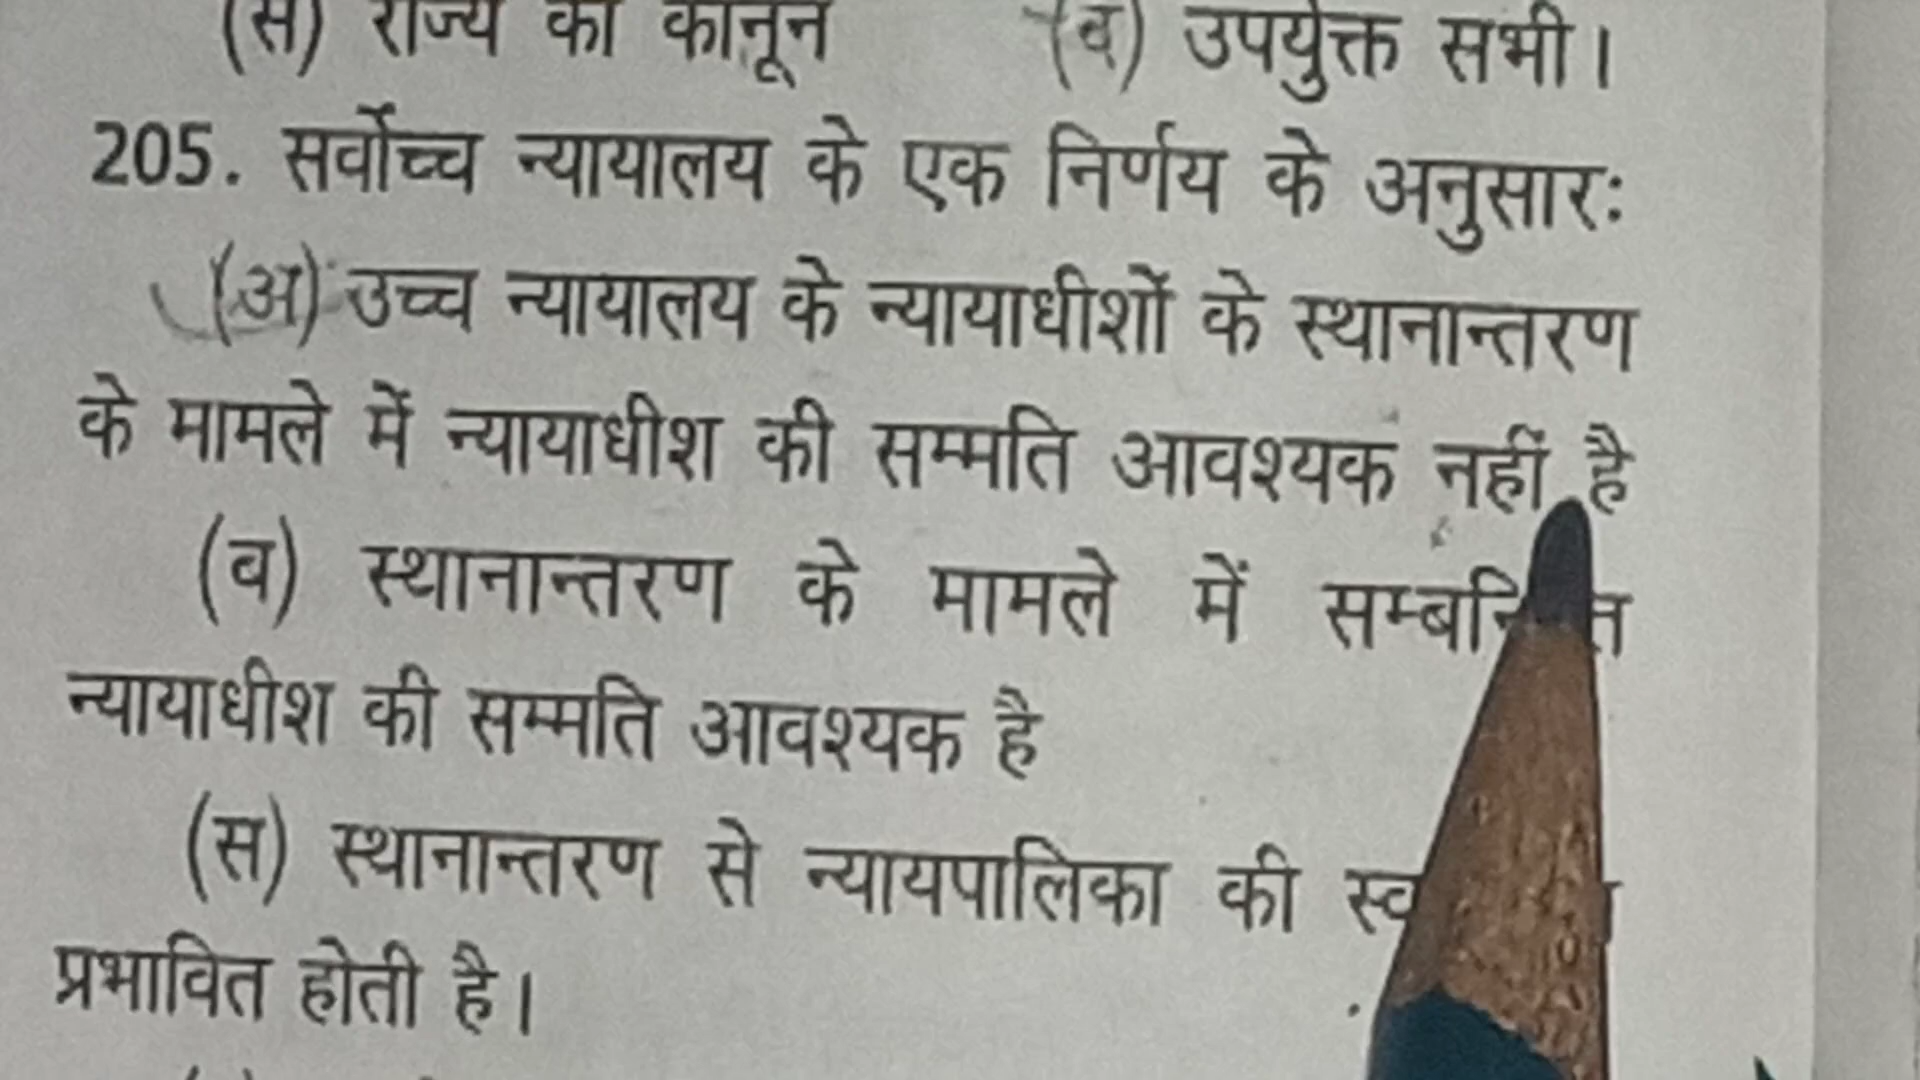 (स) राज्य का कानून (द) उपर्युक्त सभी।
205. सर्वोच्च न्यायालय के एक निर्णय के अनुसारः
(अ) उच्च न्यायालय के न्यायाधीशों के स्थानान्तरण
के मामले में न्यायाधीश की सम्मति आवश्यक नहीं है
(व) स्थानान्तरण के मामले में
न्यायाधीश की सम्मति आवश्यक है
(स) स्थानान्तरण से न्यायपालिका की
प्रभावित होती है।